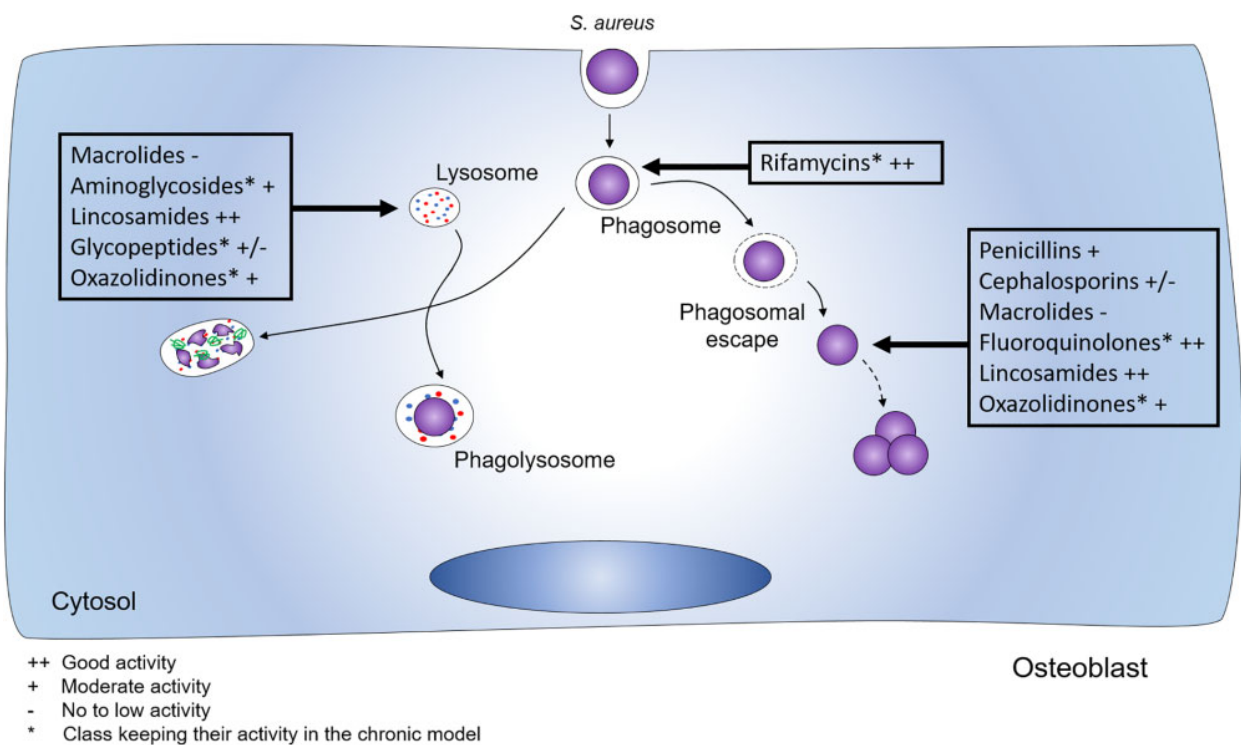 S. aureus
Macrolides -
Aminoglycosides* +
Lincosamides ++
Glycopeptides* +/-
Oxazolidinones* +
Lysosome
Rifamycins* ++
Phagosome
Phagosomal
escape
Penicillins +
Cephalosporins +/-
Macrolides -
Fluoroquinolones* ++
Lincosamides ++
Oxazolidinones* +
Phagolysosome
Cytosol
Osteoblast
++ Good activity
+ Moderate activity
- No to low activity
* Class keeping their activity in the chronic model